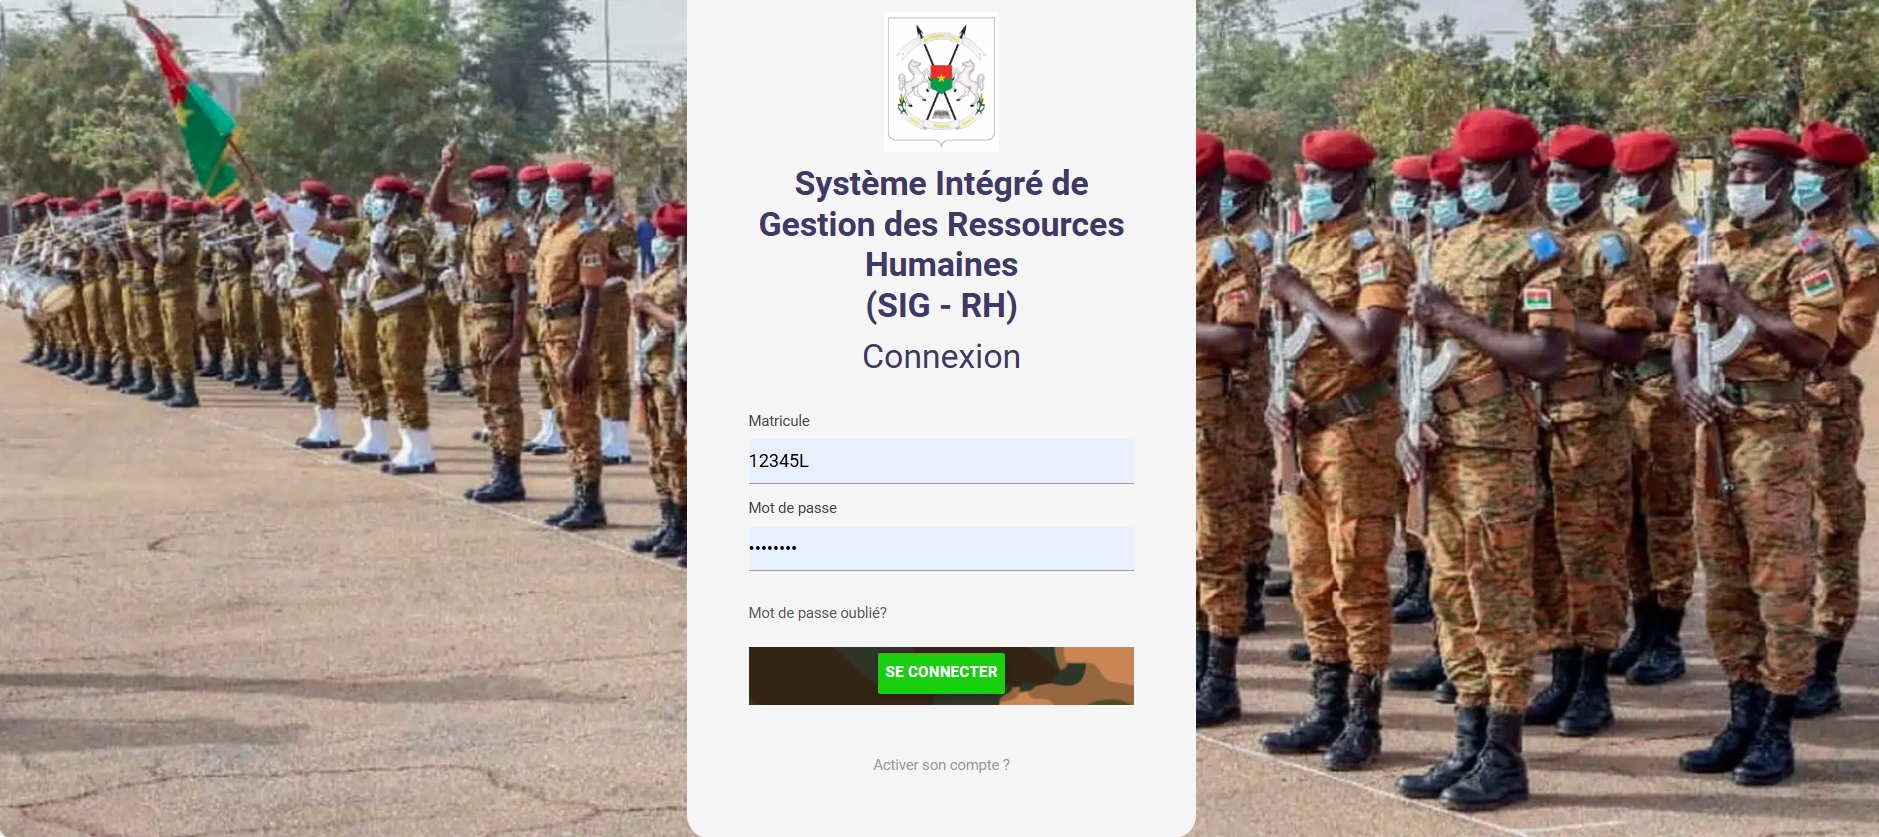 Système Intégré de
Gestion des Ressources
Humaines
(SIG - RH)
Connexion
Matricule
12345L
Mot de passe
••••••••
Mot de passe oublié?
SE CONNECTER
Activer son compte ?